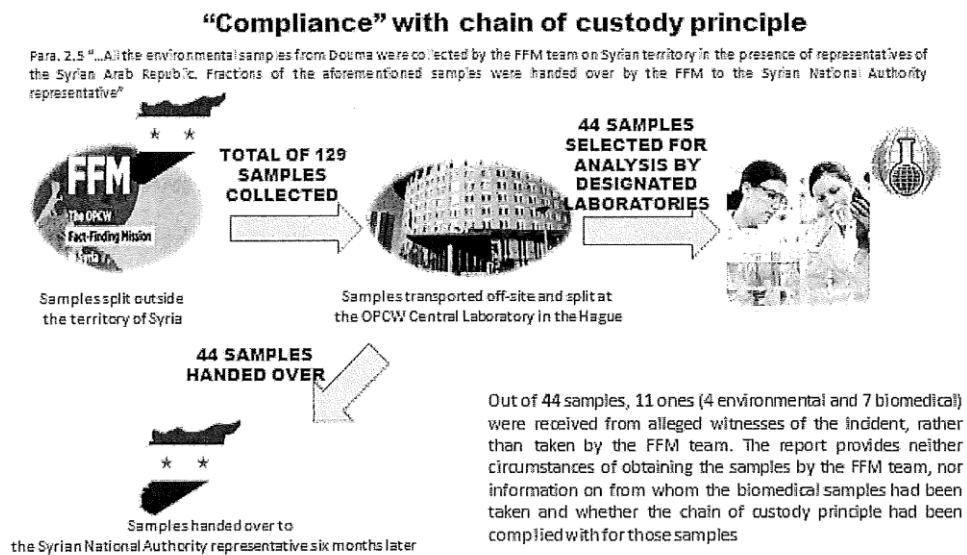 “Compliance” with chain of custody principle
Para. 2.5 “...All the environmental samples from Douma were collected by the FFM team on Syrian territory in the presence of representatives of
the Syrian Arab Republic. Fractions of the aforementioned samples were handed over by the FFM to the Syrian National Authority
representative”
FFM
The OPCW
Fact-Finding Mission
Syria
Samples split outside
the territory of Syria
TOTAL OF 129
SAMPLES
COLLECTED
Samples transported off-site and split at
the OPCW Central Laboratory in the Hague
44 SAMPLES
SELECTED FOR
ANALYSIS BY
DESIGNATED
LABORATORIES
44 SAMPLES
HANDED OVER
Samples handed over to
the Syrian National Authority representative six months later
Out of 44 samples, 11 ones (4 environmental and 7 biomedical)
were received from alleged witnesses of the incident, rather
than taken by the FFM team. The report provides neither
circumstances of obtaining the samples by the FFM team, nor
information on from whom the biomedical samples had been
taken and whether the chain of custody principle had been
complied with for those samples